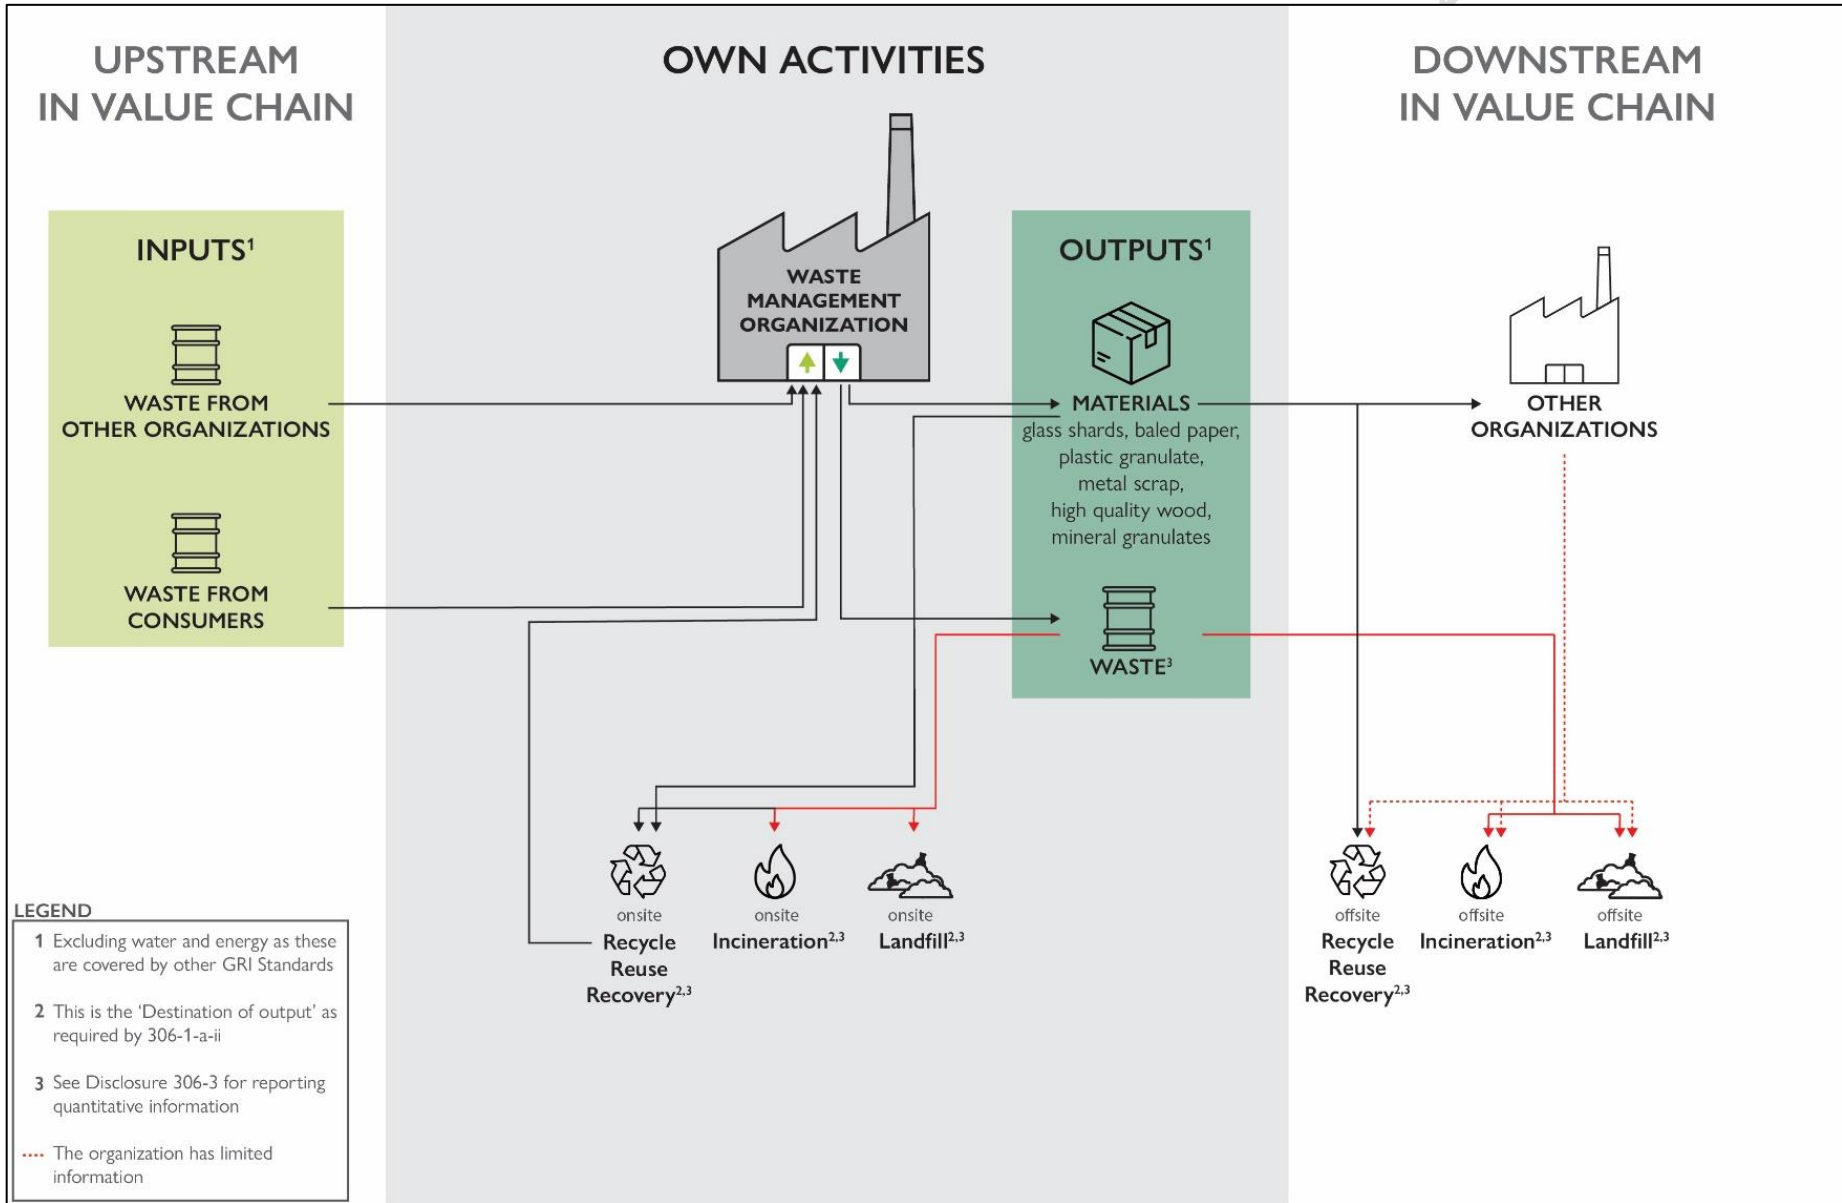 UPSTREAM
IN VALUE CHAIN
OWN ACTIVITIES
DOWNSTREAM
IN VALUE CHAIN
INPUTS¹
WASTE FROM
OTHER ORGANIZATIONS
WASTE FROM
CONSUMERS
WASTE
MANAGEMENT
ORGANIZATION
OUTPUTS¹
MATERIALS
glass shards, baled paper,
plastic granulate,
metal scrap,
high quality wood,
mineral granulates
WASTE³
OTHER
ORGANIZATIONS
onsite
Recycle
Reuse
Recovery²,³
onsite
Incineration²,³
onsite
Landfill²,³
offsite
Recycle
Reuse
Recovery²,³
offsite
Incineration²,³
offsite
Landfill²,³
LEGEND
1 Excluding water and energy as these
are covered by other GRI Standards
2 This is the ‘Destination of output’ as
required by 306-1-a-ii
3 See Disclosure 306-3 for reporting
quantitative information
The organization has limited
information